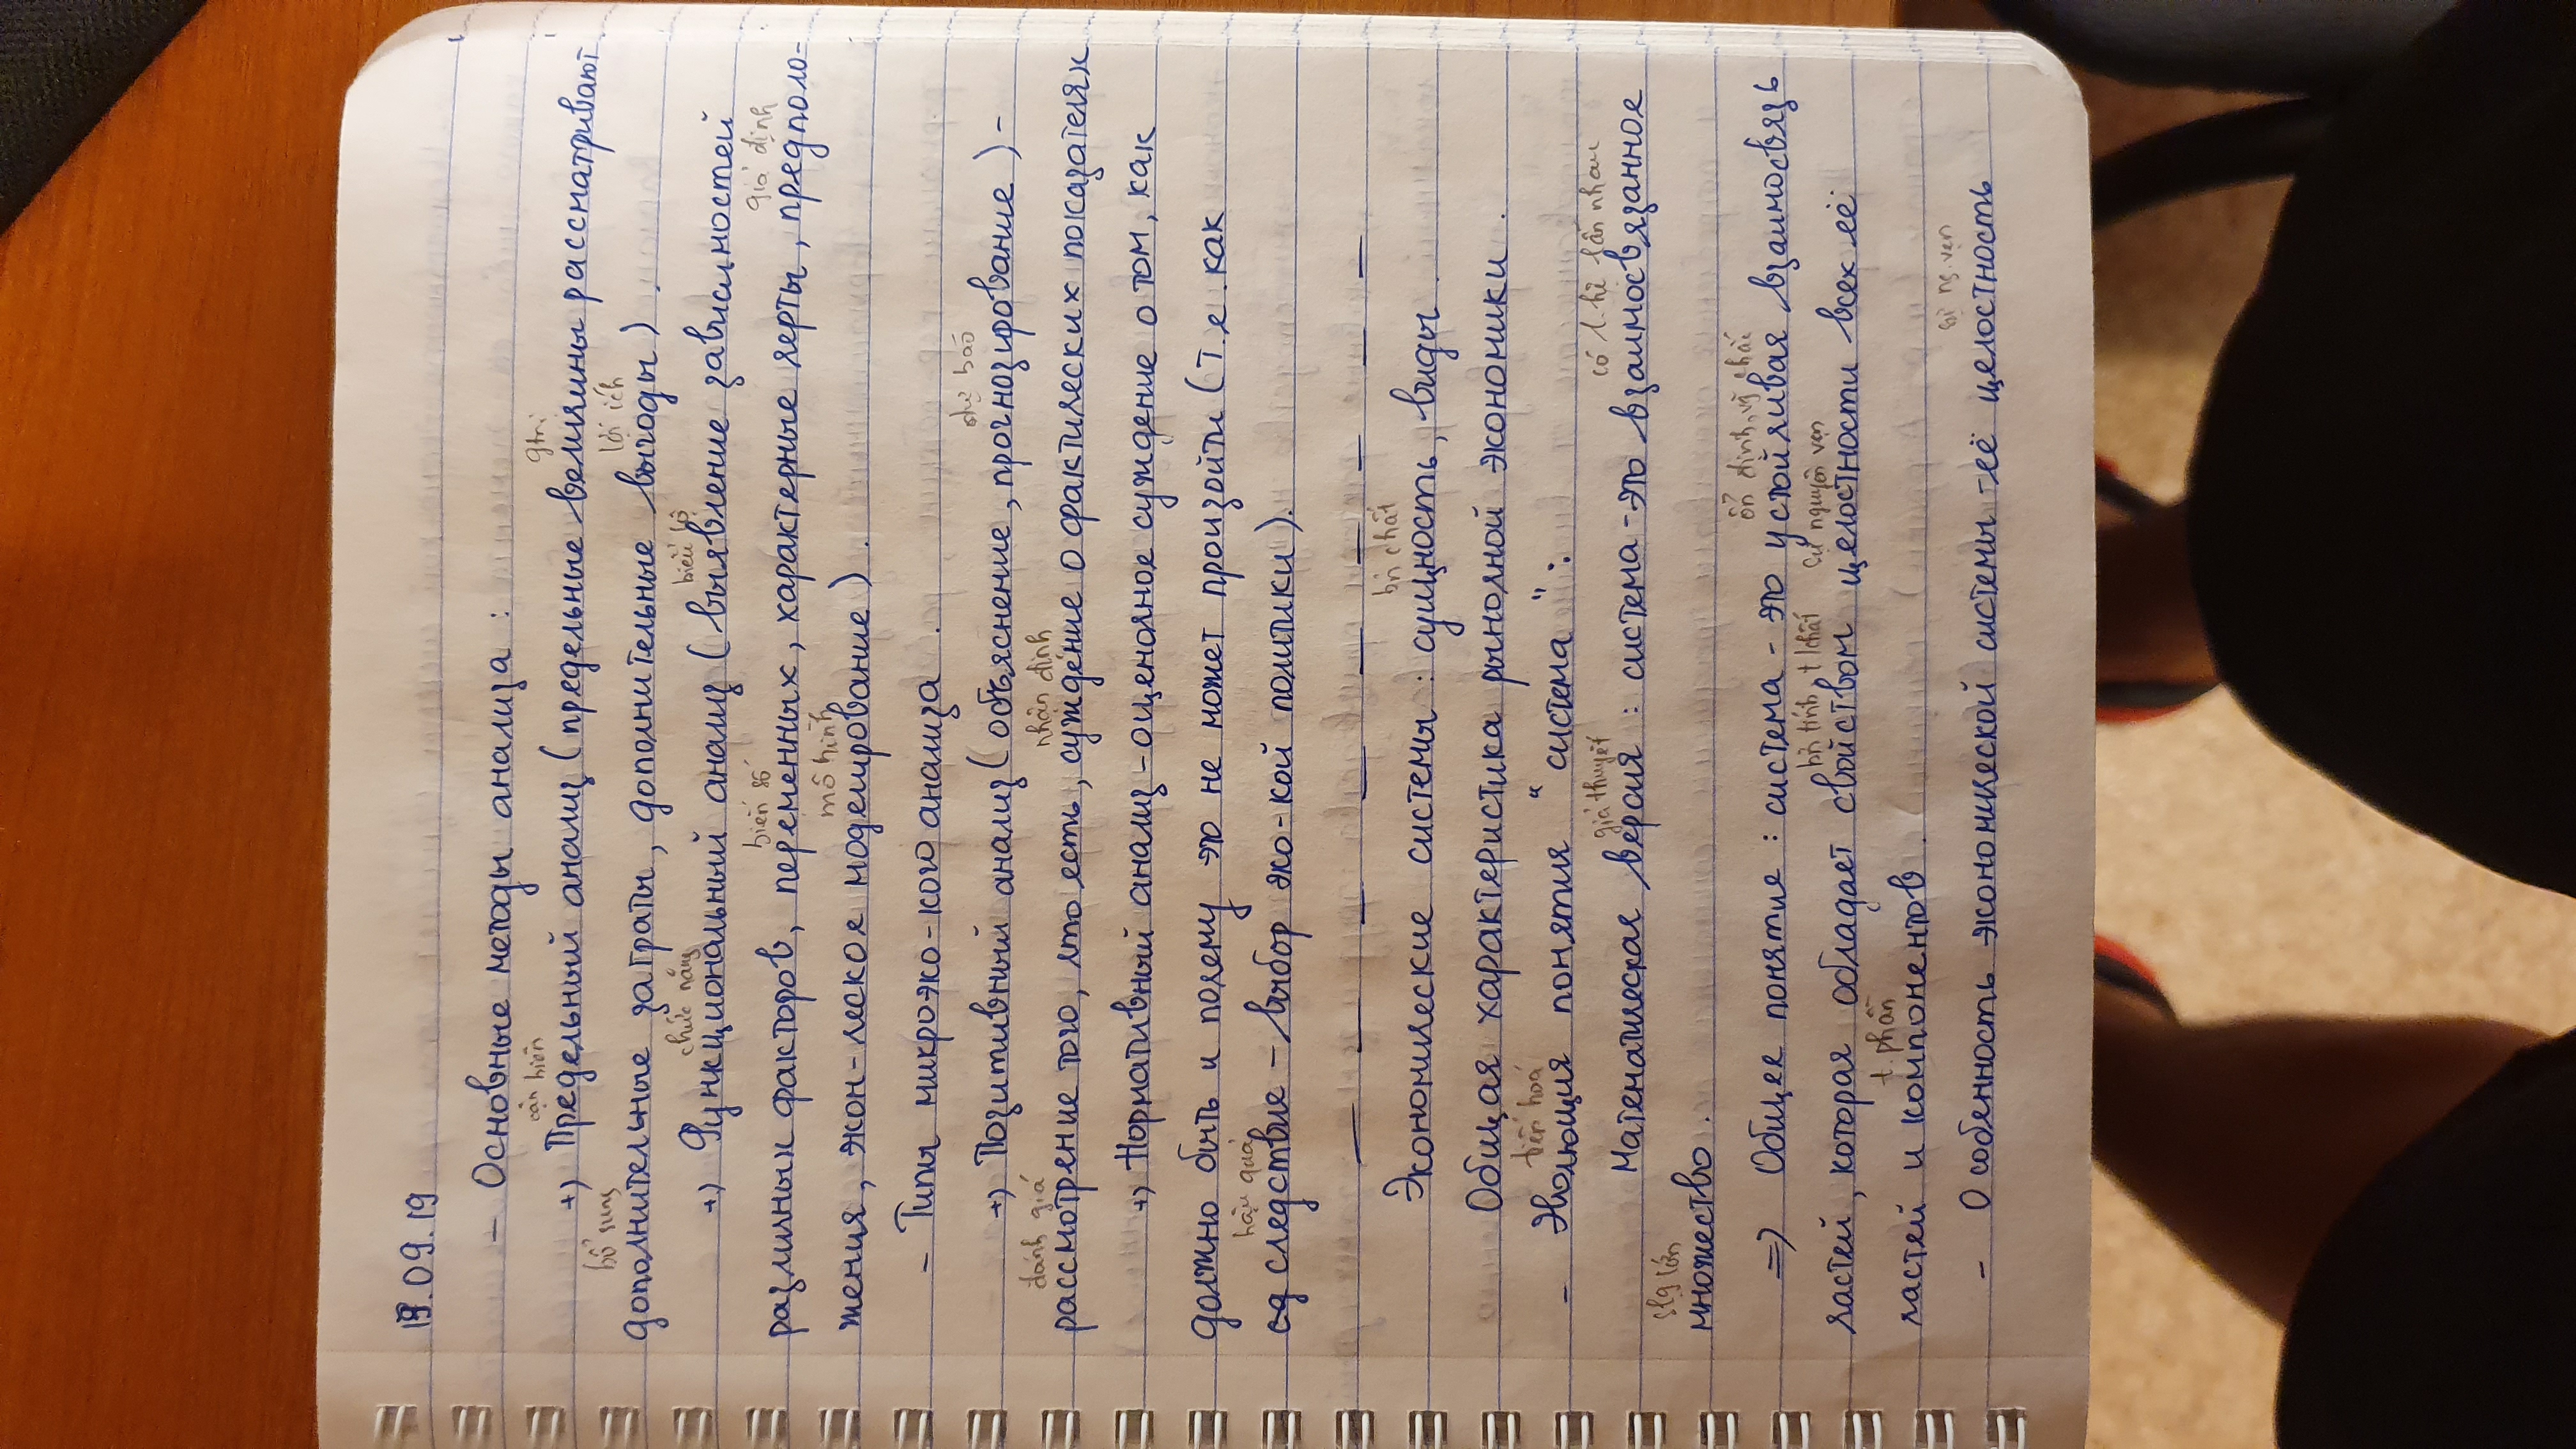 19.09.19
- Основные методы анализа :
cận biên gtrị
+) Предельный анализ (предельные величины рассматривают
bổ sung lợi ích
дополнительные затраты, дополнительные выгоды) .
chức năng biểu lộ
+) Функциональный анализ (выявление зависимостей
biến số giả định
различных факторов, переменных, характерные черты, предполо-
mô hình
жения, экон-ческое моделирование) .
- Типы микроэко-кого анализа .
dự báo
+) Позитивный анализ (объяснение, прогнозирование) -
đánh giá nhận định
рассмотрение того, что есть, суждение о фактических показателях
+) Нормативный анализ - оценочное суждение о том, как
должно быть и почему это не может произойти (т.е. как
hậu quả
следствие - выбор эко-кой политики).
bản chất
Экономические системы : сущность, виды
Общая характеристика рыночной экономики .
tiến hoá
- Эволюция понятия "система" :
giả thuyết có l.hệ lẫn nhau
Математическая версия : система - это взаимосвязанное
slg lớn
множество .
ổn định, vg chắc
=) Общее понятие : система - это устойчивая взаимосвязь
bản tính, t/chất sự nguyên vẹn
частей, которая обладает свойством целостности всех её
t.phần
частей и компонентов .
sự ng.vẹn
- Особенность экономической системы - её целостность